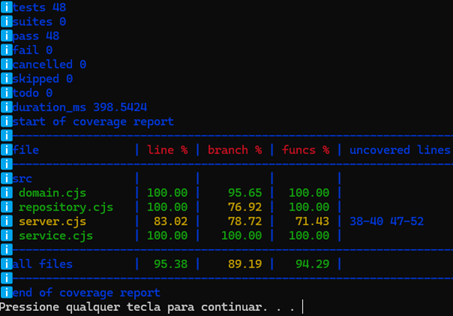 ℹ tests 48
ℹ suites 0
ℹ pass 48
ℹ fail 0
ℹ cancelled 0
ℹ skipped 0
ℹ todo 0
ℹ duration_ms 398.5424
ℹ start of coverage report
ℹ file | line % | branch % | funcs % | uncovered lines
ℹ src | | | |
ℹ domain.cjs | 100.00 | 95.65 | 100.00 |
ℹ repository.cjs | 100.00 | 76.92 | 100.00 |
ℹ server.cjs | 83.02 | 78.72 | 71.43 | 38-40 47-52
ℹ service.cjs | 100.00 | 100.00 | 100.00 |
ℹ all files | 95.38 | 89.19 | 94.29 |
ℹ end of coverage report
Pressione qualquer tecla para continuar. . .